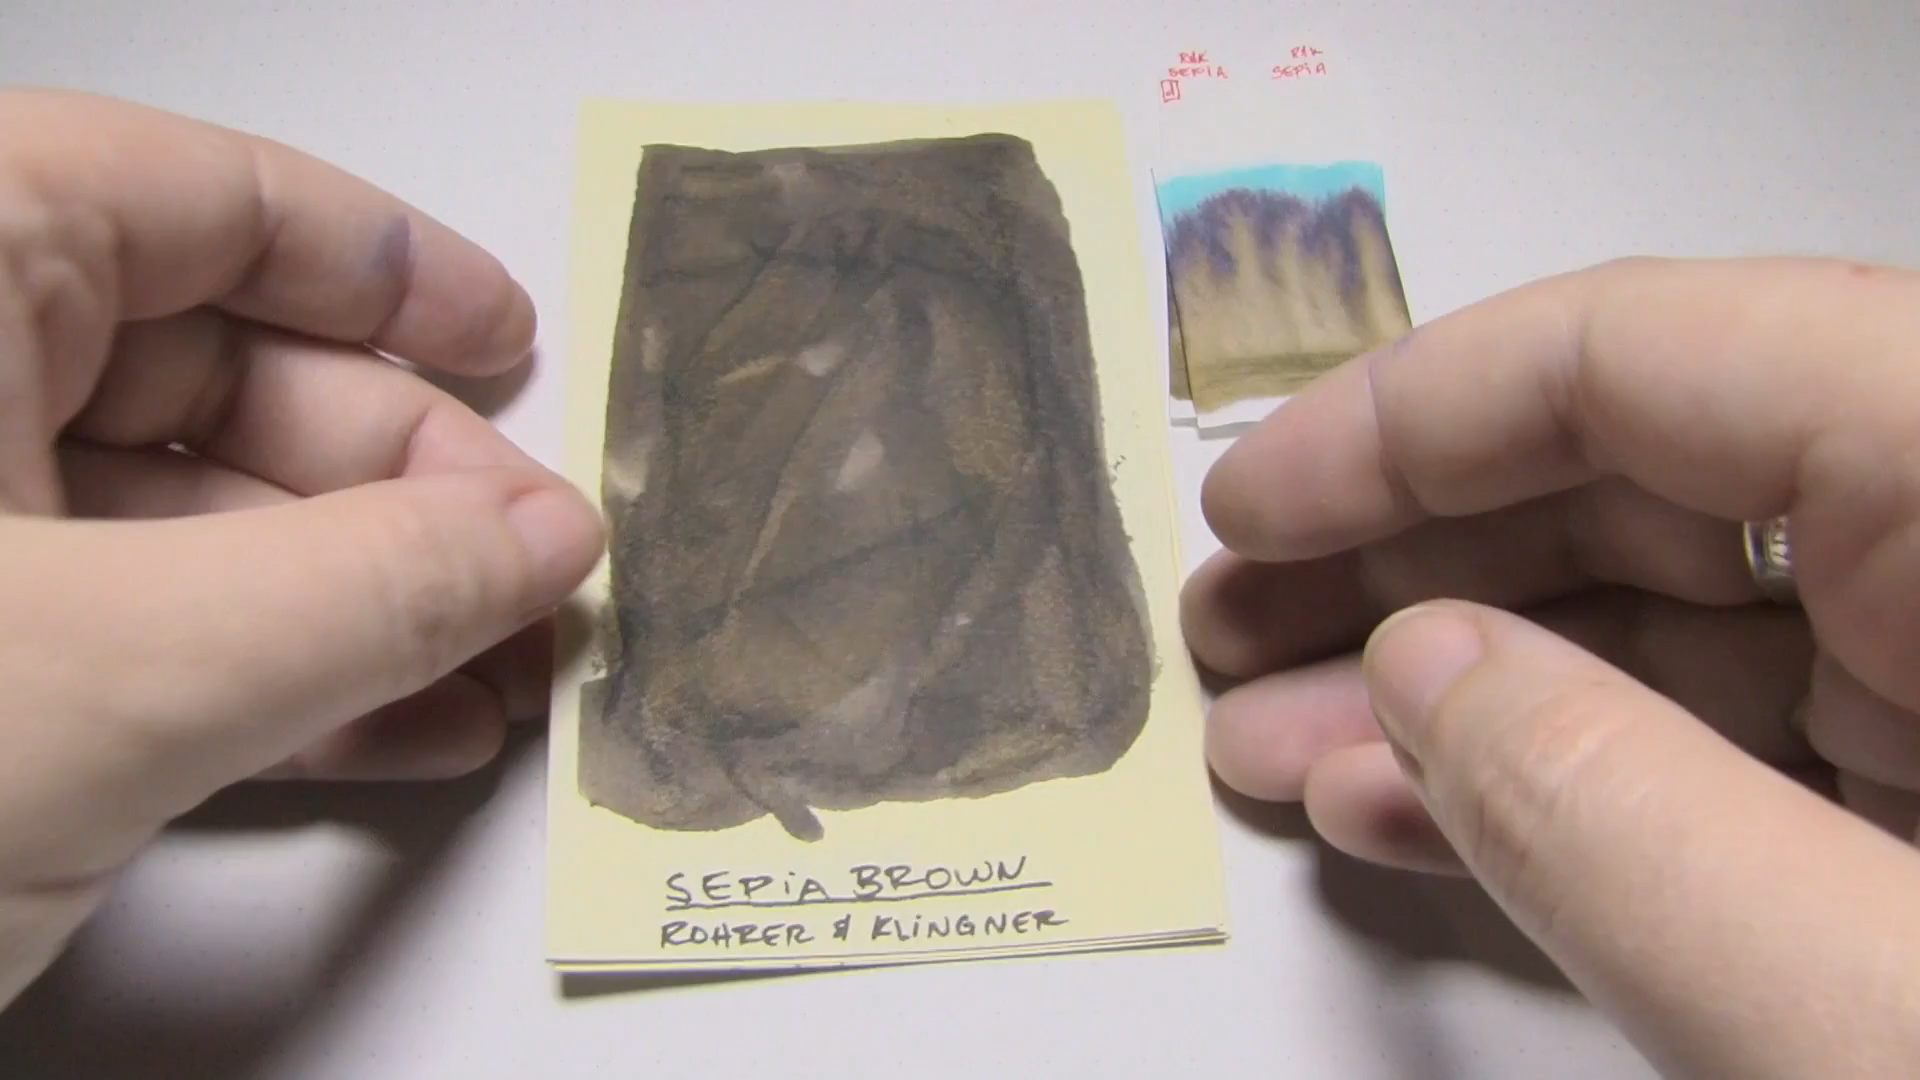 R&K
SEPIA
R&K
SEPIA
d
SEPiA BROWN
ROHRER & KLiNGNER